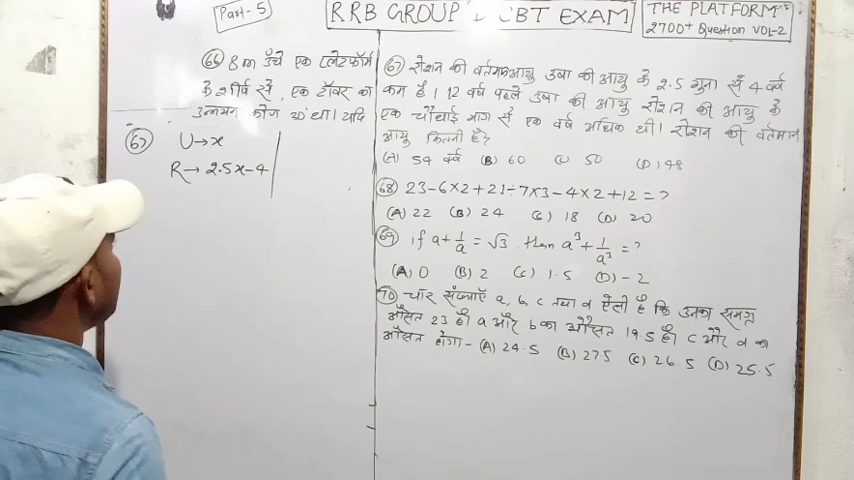 Part-5
RRB GROUP D CBT EXAM
THE PLATFORM
2700+ Question VOL-2
66 8m ऊँचे एक प्लेटफॉर्म
के शीर्ष से, एक टॉवर का
उन्नयन कोण 30 था। यदि
67 रोशन की वर्तमान आयु उषा की आयु के 2.5 गुना से 4 वर्ष
कम है। 12 वर्ष पहले उषा की आयु रोशन की आयु के
एक चौथाई भाग से एक वर्ष अधिक थी। रोशन की वर्तमान
आयु कितनी है?
(A) 54 वर्ष (B) 60 (C) 50 (D) 48
68 23-6×2+21÷7×3-4×2+12=?
(A) 22 (B) 24 (C) 18 (D) 20
69 if a+1/a=√3 then a³+1/a³=?
(A) 0 (B) 2 (C) 1.5 (D) -2
70 चार संख्याएँ a, b, c तथा d ऐसी है कि उनका समग्र
औसत 23 है। a और b का औसत 19.5 है। c और d का
औसत होगा- (A) 24.5 (B) 27.5 (C) 26.5 (D) 25.5
67 U→x
R→2.5x-4